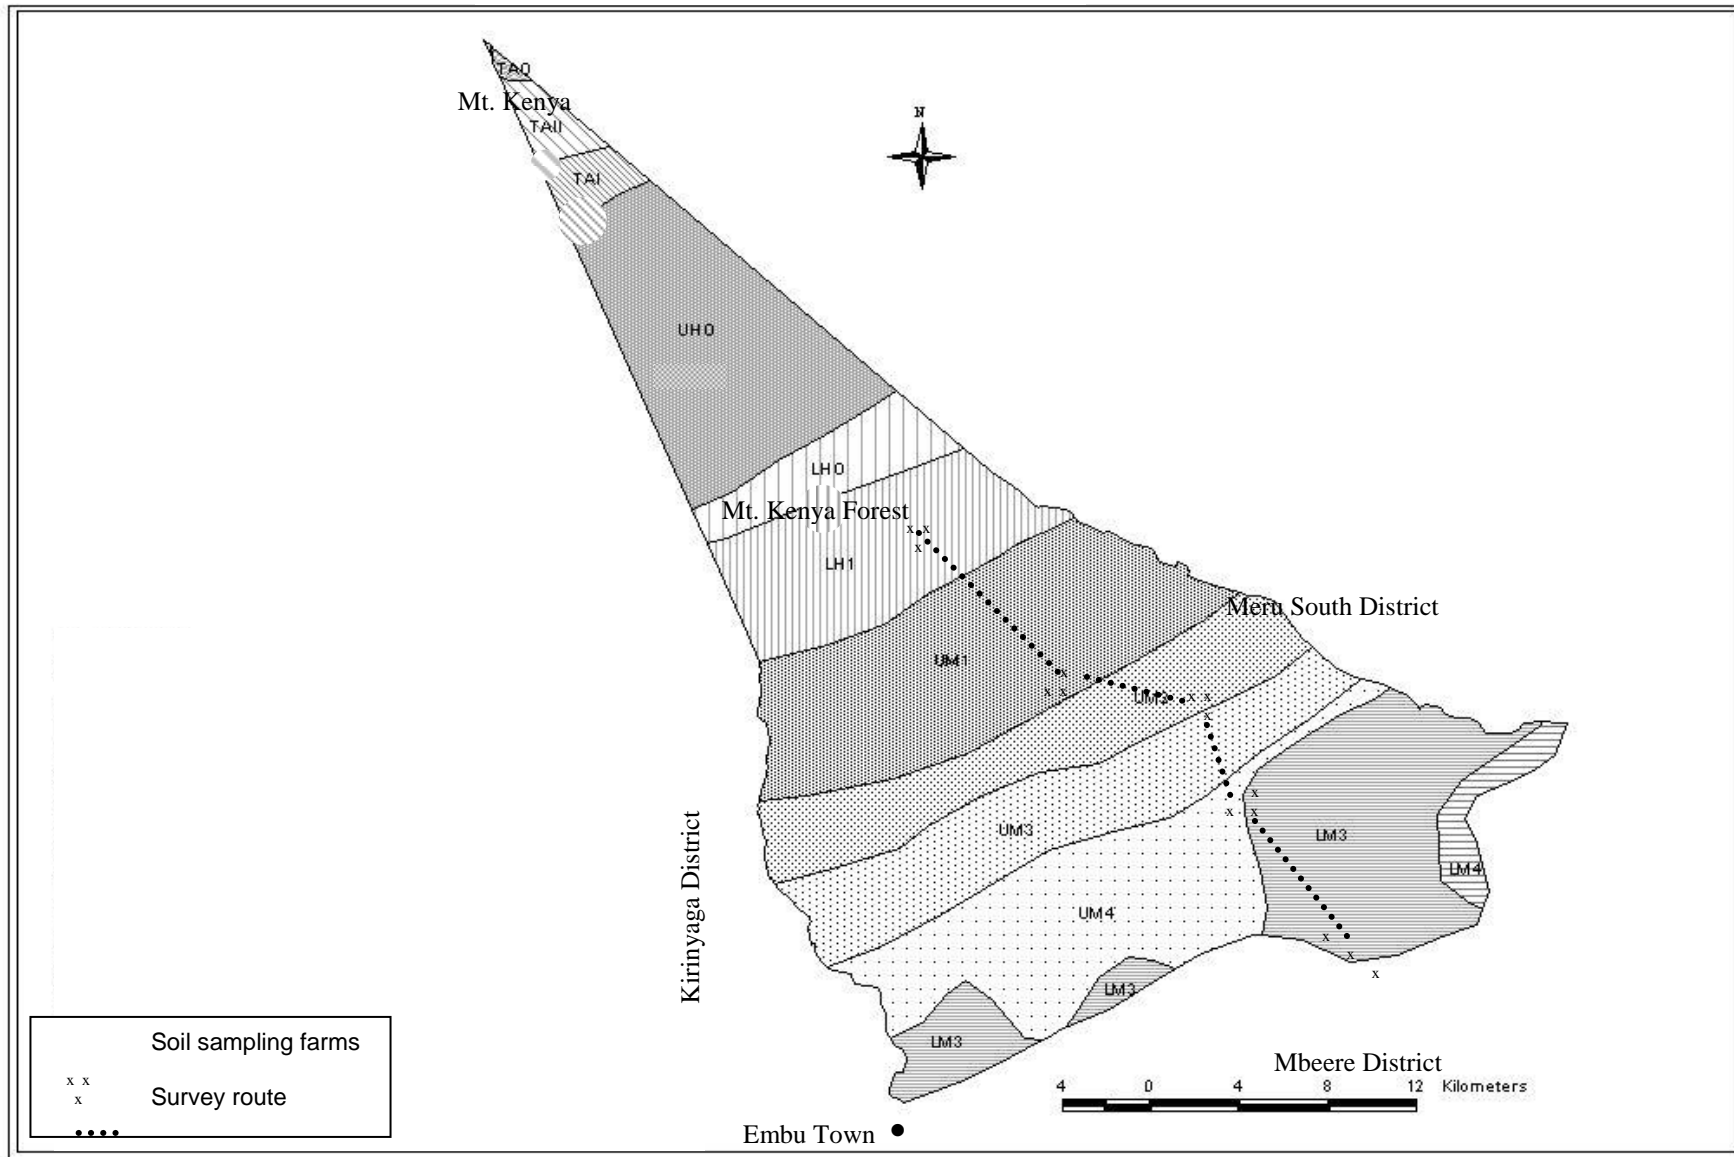 TA0
Mt. Kenya
N
TAII
TAI
UH0
LH0
Mt. Kenya Forest
x x
x
LH1
Meru South District
UM1
x
x x
UM2
x x
x
x
x
x
UM3
LM3
Kirinyaga District
LM4
UM4
x
x
x
LM3
LM3
Soil sampling farms
x x
x
Survey route
Mbeere District
4 0 4 8 12 Kilometers
Embu Town